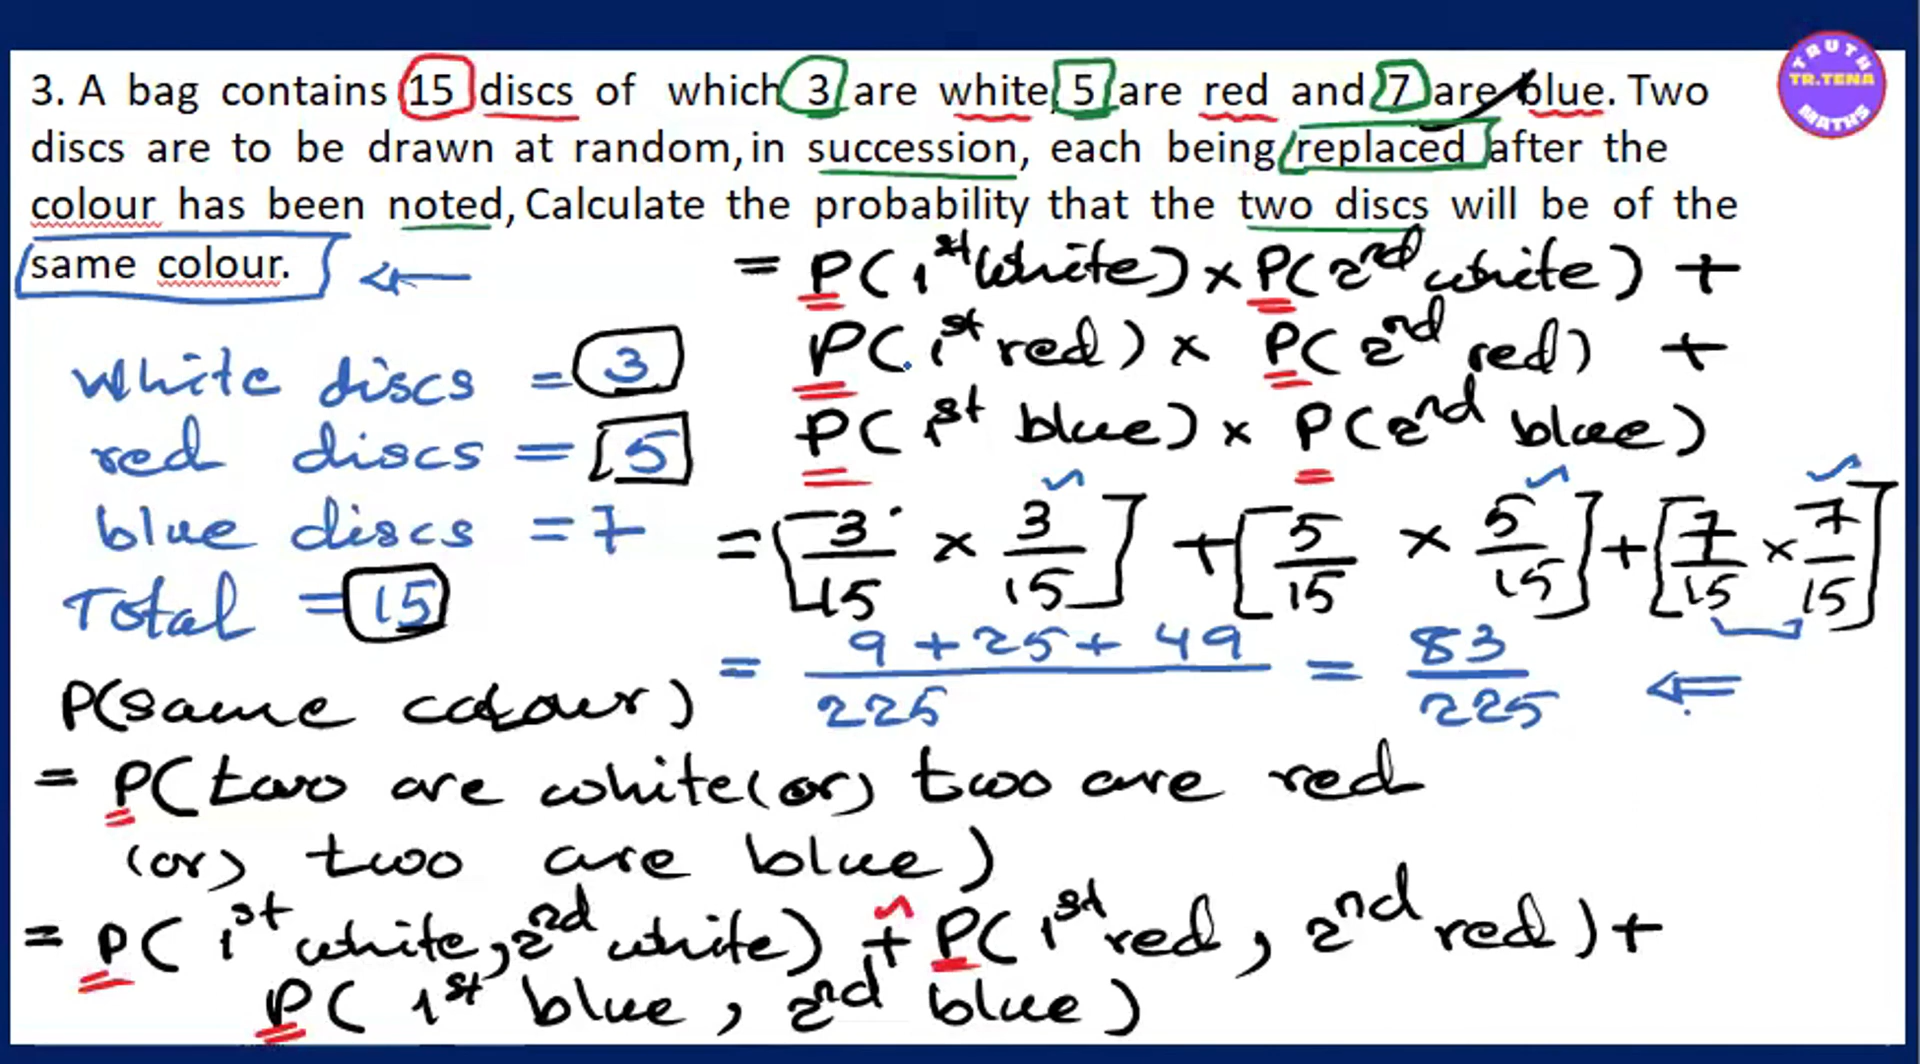 3. A bag contains 15 discs of which 3 are white, 5 are red and 7 are blue. Two
discs are to be drawn at random, in succession, each being replaced after the
colour has been noted, Calculate the probability that the two discs will be of the
same colour.
TRUTH
TR.TENA
MATHS
White discs = 3
red discs = 5
blue discs = 7
Total = 15
P(same colour)
= P(two are white (or) two are red
(or) two are blue)
= P(1st white, 2nd white) + P(1st red, 2nd red) +
P(1st blue, 2nd blue)
= P(1st white) x P(2nd white) +
P(1st red) x P(2nd red) +
P(1st blue) x P(2nd blue)
= [3/15 x 3/15] + [5/15 x 5/15] + [7/15 x 7/15]
= 9 + 25 + 49 / 225 = 83 / 225